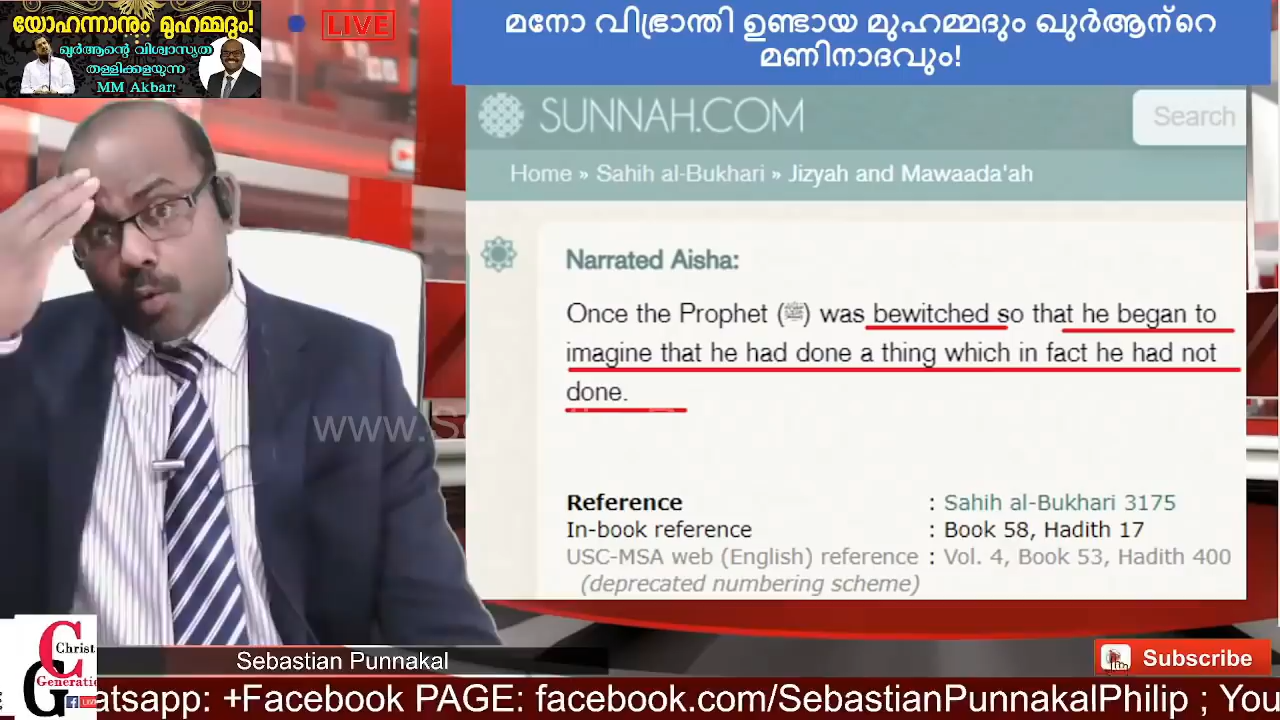 യോഹന്നാനും മുഹമ്മദും!
ഖുർആന്റെ വിശ്വാസ്യത
തള്ളിക്കളയുന്ന
MM Akbar!
LIVE
മനോ വിഭ്രാന്തി ഉണ്ടായ മുഹമ്മദും ഖുർആന്റെ
മണിനാദവും!
SUNNAH.COM
Search
Home » Sahih al-Bukhari » Jizyah and Mawaada'ah
Narrated Aisha:
Once the Prophet (ﷺ) was bewitched so that he began to
imagine that he had done a thing which in fact he had not
done.
www.S
Reference : Sahih al-Bukhari 3175
In-book reference : Book 58, Hadith 17
USC-MSA web (English) reference : Vol. 4, Book 53, Hadith 400
(deprecated numbering scheme)
Christ
Generati
LIVE
Sebastian Punnakal
Subscribe
atsapp: +Facebook PAGE: facebook.com/SebastianPunnakalPhilip ; You